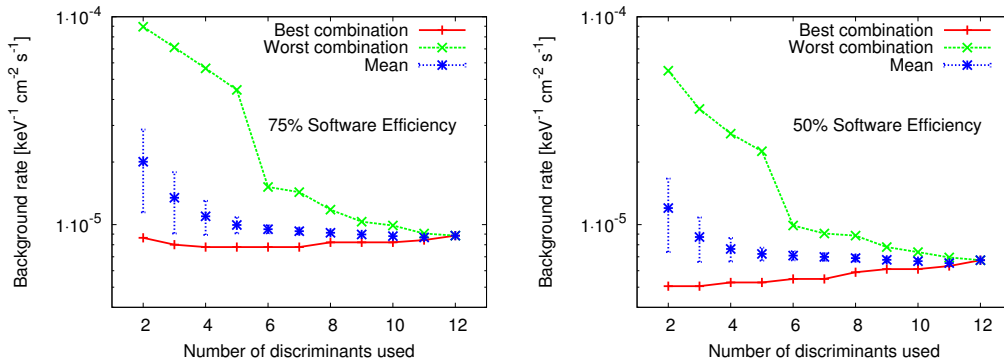 1·10⁻⁴
1·10⁻⁵
Background rate [keV⁻¹ cm⁻² s⁻¹]
Best combination
Worst combination
Mean
75% Software Efficiency
2 4 6 8 10 12
Number of discriminants used
1·10⁻⁴
1·10⁻⁵
Background rate [keV⁻¹ cm⁻² s⁻¹]
Best combination
Worst combination
Mean
50% Software Efficiency
2 4 6 8 10 12
Number of discriminants used